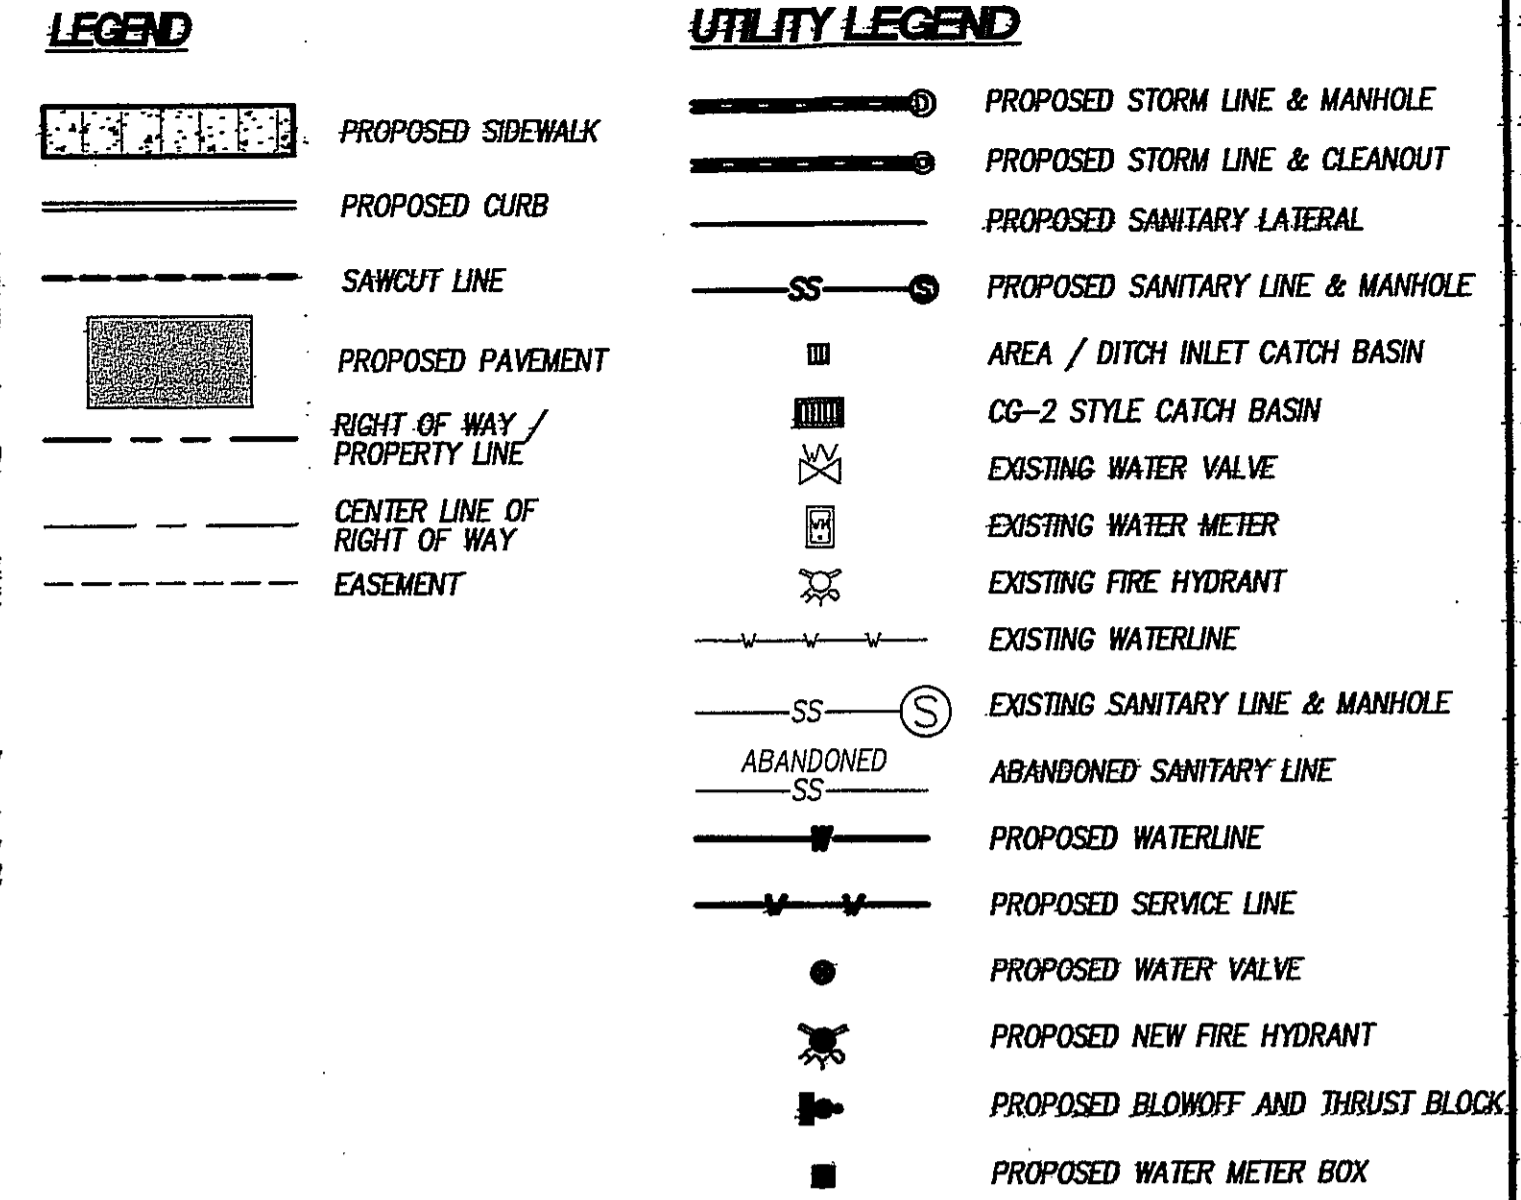 LEGEND
PROPOSED SIDEWALK
PROPOSED CURB
SAWCUT LINE
PROPOSED PAVEMENT
RIGHT OF WAY /
PROPERTY LINE
CENTER LINE OF
RIGHT OF WAY
EASEMENT
UTILITY LEGEND
D PROPOSED STORM LINE & MANHOLE
PROPOSED STORM LINE & CLEANOUT
PROPOSED SANITARY LATERAL
SS S PROPOSED SANITARY LINE & MANHOLE
AREA / DITCH INLET CATCH BASIN
CG-2 STYLE CATCH BASIN
WV EXISTING WATER VALVE
EXISTING WATER METER
EXISTING FIRE HYDRANT
W W W EXISTING WATERLINE
SS S EXISTING SANITARY LINE & MANHOLE
ABANDONED
SS ABANDONED SANITARY LINE
W PROPOSED WATERLINE
W W PROPOSED SERVICE LINE
PROPOSED WATER VALVE
PROPOSED NEW FIRE HYDRANT
PROPOSED BLOWOFF AND THRUST BLOCK
PROPOSED WATER METER BOX